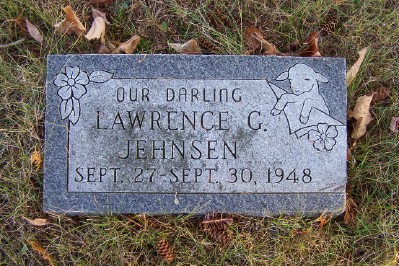 OUR DARLING
LAWRENCE G.
JEHNSEN
SEPT. 27-SEPT. 30, 1948